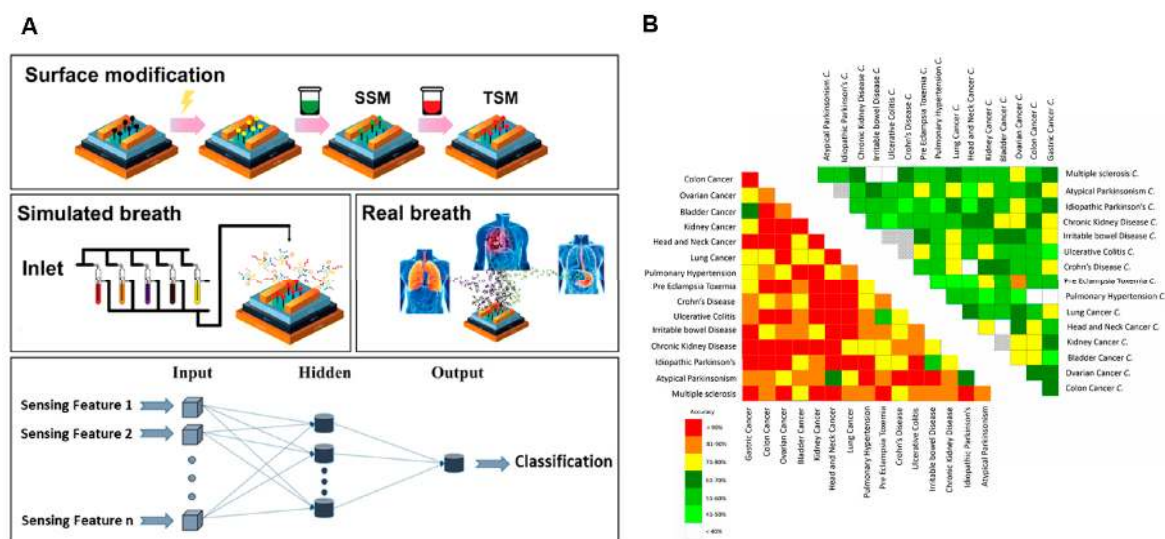 A
Surface modification
SSM
TSM
Simulated breath
Inlet
Real breath
Input
Hidden
Output
Sensing Feature 1
Sensing Feature 2
Sensing Feature n
Classification
B
Atypical Parkinsonism C.
Idiopathic Parkinson's C.
Chronic Kidney Disease C.
Irritable bowel Disease C.
Ulcerative Colitis C.
Crohn's Disease C.
Pre Eclampsia Toxemia C.
Pulmonary Hypertension C.
Lung Cancer C.
Head and Neck Cancer C.
Kidney Cancer C.
Bladder Cancer C.
Ovarian Cancer C.
Colon Cancer C.
Gastric Cancer C.
Multiple sclerosis C.
Atypical Parkinsonism C.
Idiopathic Parkinson's C.
Chronic Kidney Disease C.
Irritable bowel Disease C.
Ulcerative Colitis C.
Crohn's Disease C.
Pre Eclampsia Toxemia C.
Pulmonary Hypertension C.
Lung Cancer C.
Head and Neck Cancer C.
Kidney Cancer C.
Bladder Cancer C.
Ovarian Cancer C.
Colon Cancer C.
Colon Cancer
Ovarian Cancer
Bladder Cancer
Kidney Cancer
Head and Neck Cancer
Lung Cancer
Pulmonary Hypertension
Pre Eclampsia Toxemia
Crohn's Disease
Ulcerative Colitis
Irritable bowel Disease
Chronic Kidney Disease
Idiopathic Parkinson's
Atypical Parkinsonism
Multiple sclerosis
Gastric Cancer
Colon Cancer
Ovarian Cancer
Bladder Cancer
Kidney Cancer
Head and Neck Cancer
Lung Cancer
Pulmonary Hypertension
Pre Eclampsia Toxemia
Crohn's Disease
Ulcerative Colitis
Irritable bowel Disease
Chronic Kidney Disease
Idiopathic Parkinson's
Atypical Parkinsonism
Accuracy
81-90%